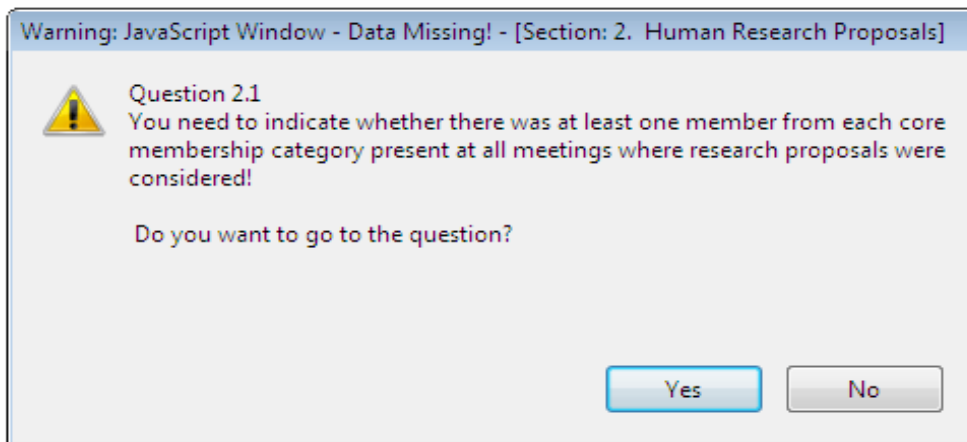 Warning: JavaScript Window - Data Missing! - [Section: 2.  Human Research Proposals]
Question 2.1
You need to indicate whether there was at least one member from each core
membership category present at all meetings where research proposals were
considered!
Do you want to go to the question?
Yes
No